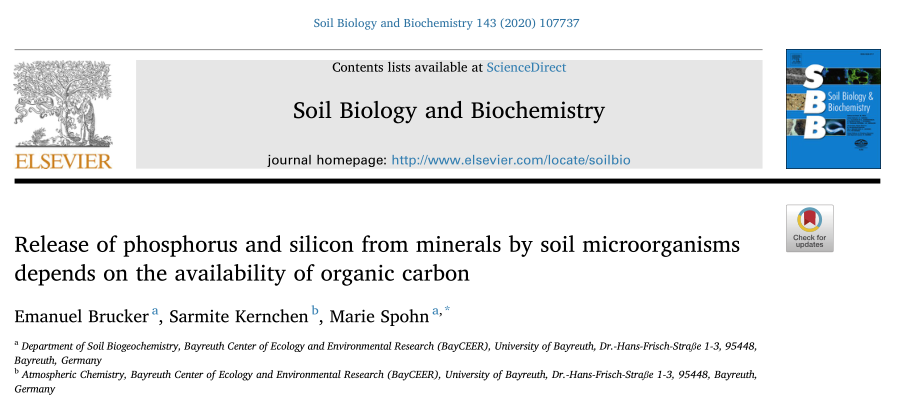 Soil Biology and Biochemistry 143 (2020) 107737
Contents lists available at ScienceDirect
Soil Biology and Biochemistry
journal homepage: http://www.elsevier.com/locate/soilbio
ELSEVIER
S
B
B
Soil Biology &
Biochemistry
Check for
updates
Release of phosphorus and silicon from minerals by soil microorganisms
depends on the availability of organic carbon
Emanuel Brucker a, Sarmite Kernchen b, Marie Spohn a,*
a Department of Soil Biogeochemistry, Bayreuth Center of Ecology and Environmental Research (BayCEER), University of Bayreuth, Dr.-Hans-Frisch-Straße 1-3, 95448,
Bayreuth, Germany
b Atmospheric Chemistry, Bayreuth Center of Ecology and Environmental Research (BayCEER), University of Bayreuth, Dr.-Hans-Frisch-Straße 1-3, 95448, Bayreuth,
Germany